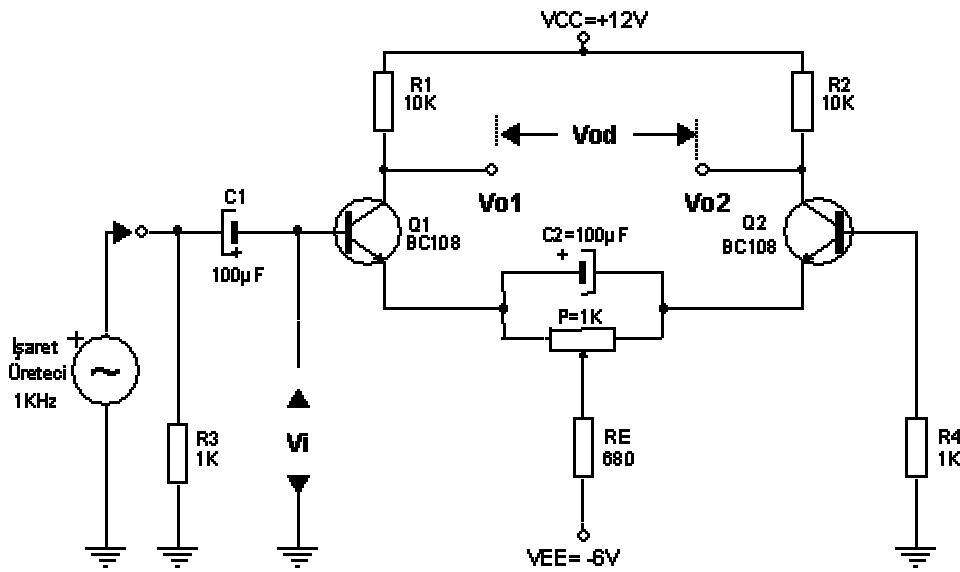 VCC=+12V
R1
10K
R2
10K
Vod
Vo1
Vo2
C1
100µF
Q1
BC108
C2=100µF
+
Q2
BC108
P=1K
+
İşaret
Üreteci
1KHz
~
+
R3
1K
Vi
RE
680
R4
1K
VEE= -6V